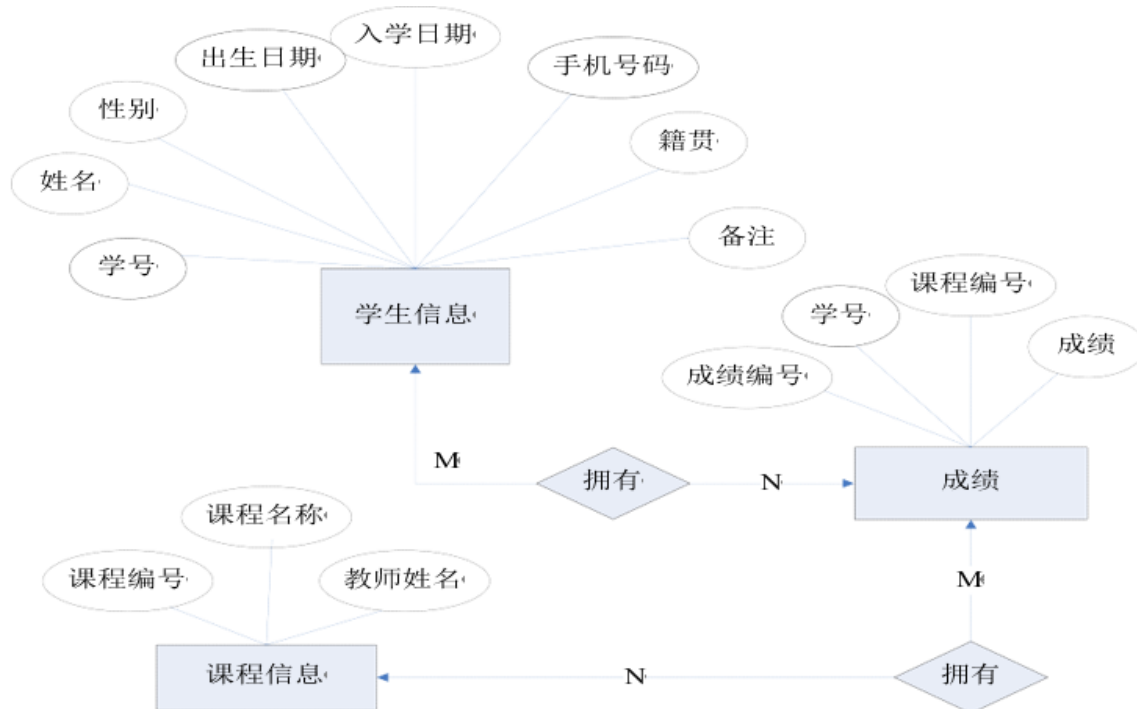 入学日期
出生日期
手机号码
性别
籍贯
姓名
备注
学号
学生信息
课程编号
学号
成绩
成绩编号
M
拥有
N
成绩
课程名称
课程编号
教师姓名
M
课程信息
N
拥有